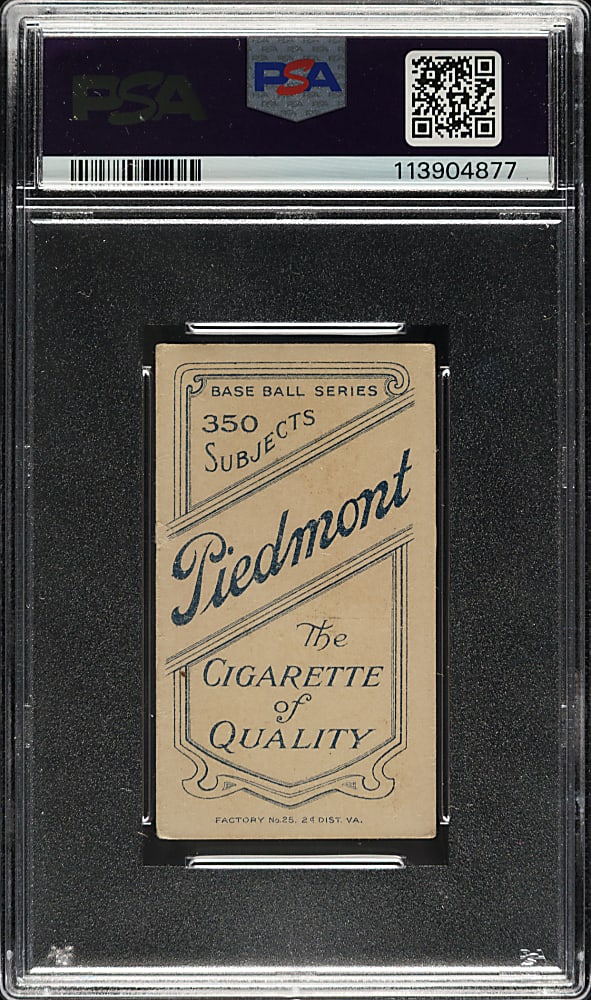 PSA
PSA
113904877
BASE BALL SERIES
350
SUBJECTS
Piedmont
The
CIGARETTE
of
QUALITY
FACTORY No.25, 2d DIST. VA.